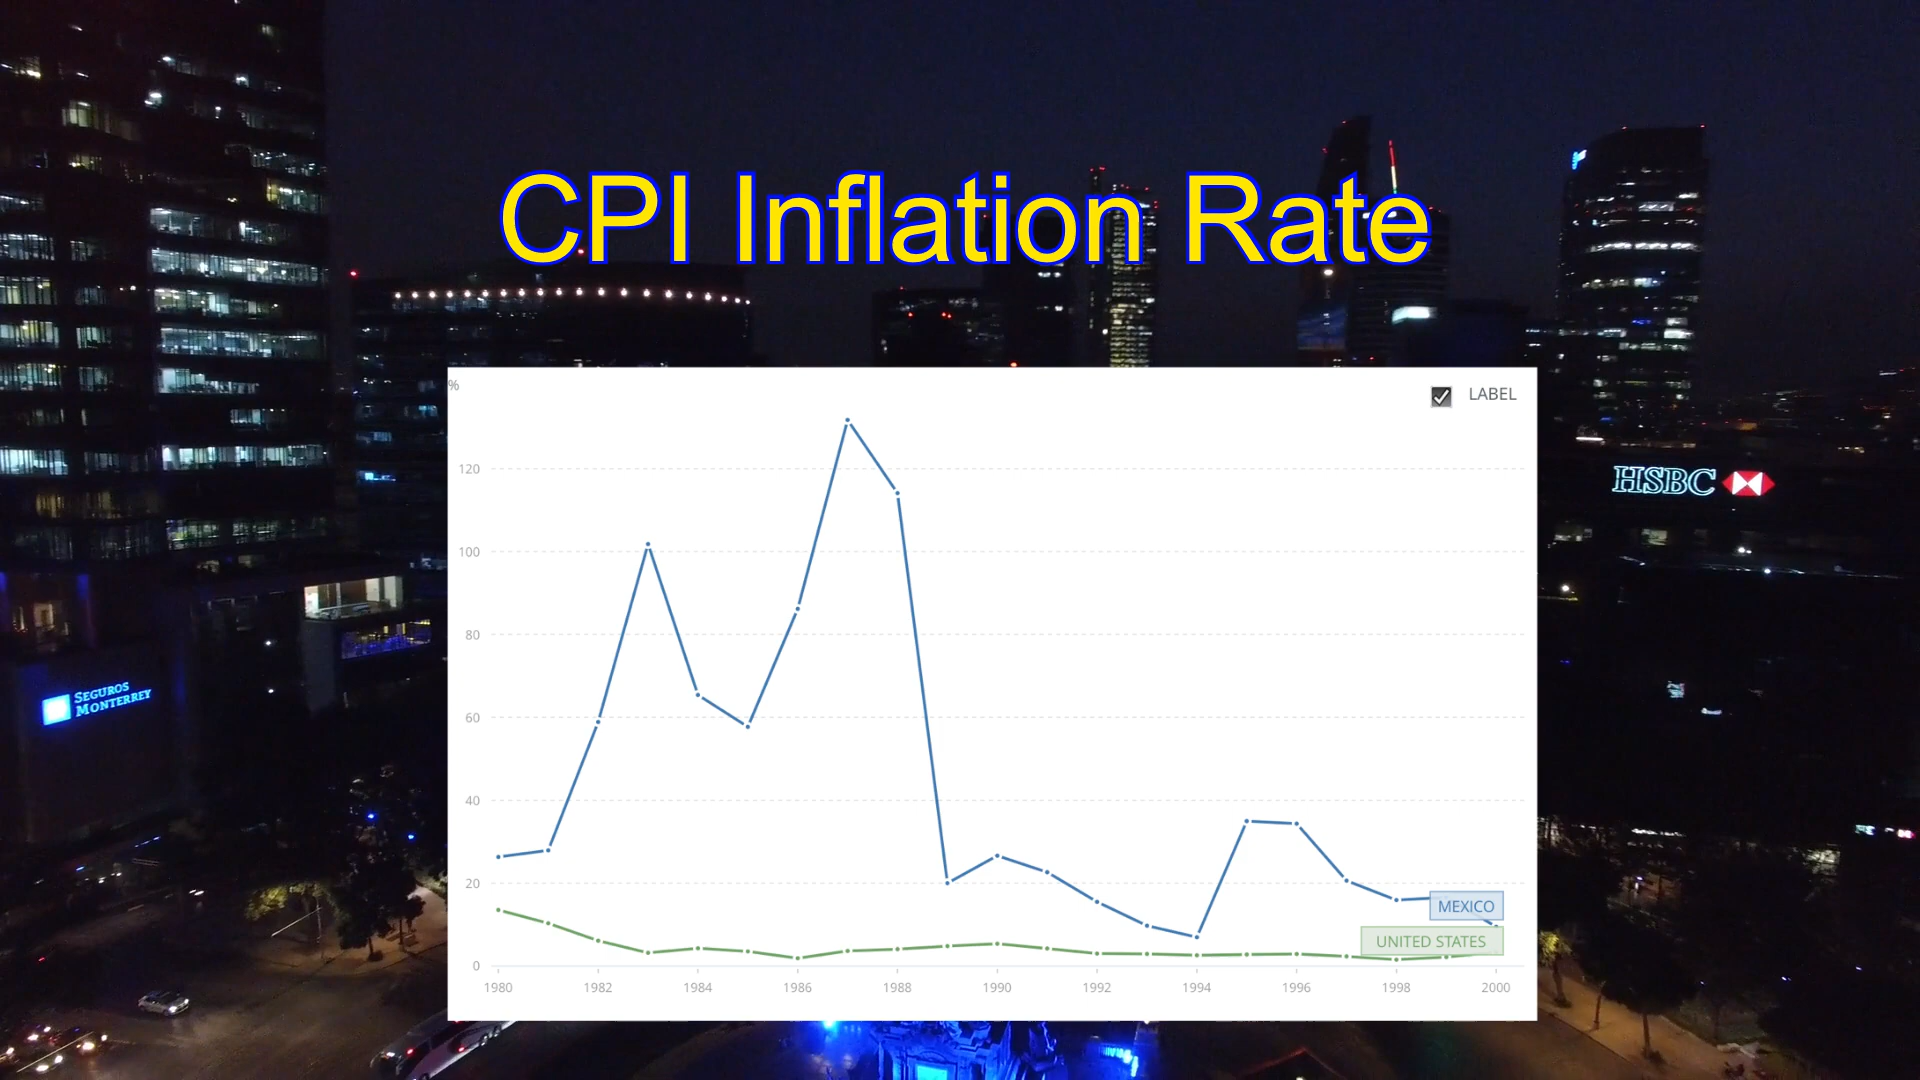 CPI Inflation Rate
%
LABEL
120
100
80
60
40
20
0
MEXICO
UNITED STATES
1980 1982 1984 1986 1988 1990 1992 1994 1996 1998 2000
HSBC
SEGUROS
MONTERREY